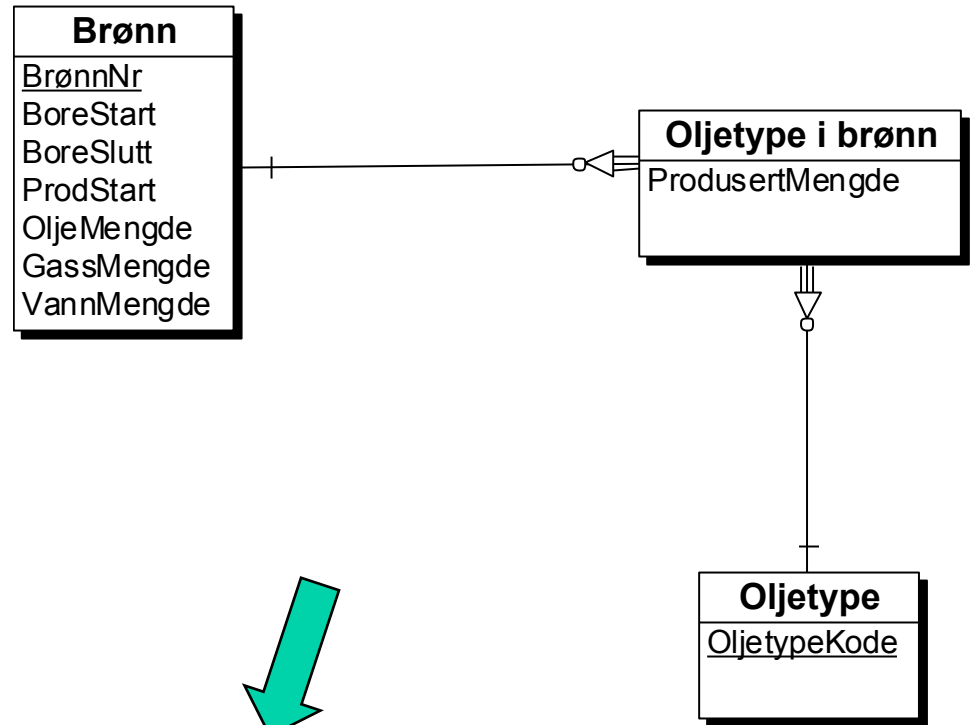 Brønn
BrønnNr
BoreStart
BoreSlutt
ProdStart
OljeMengde
GassMengde
VannMengde
Oljetype i brønn
ProdusertMengde
Oljetype
OljetypeKode